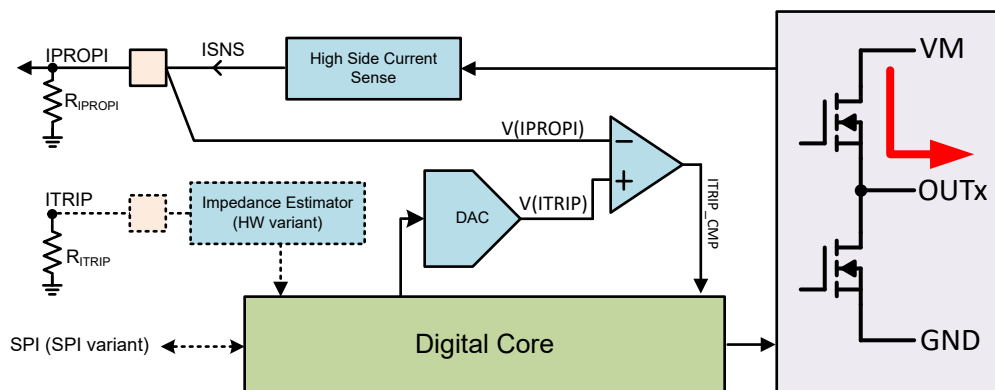 IPROPI
ISNS
High Side Current
Sense
VM
RIPROPI
V(IPROPI)
−
+
ITRIP_CMP
ITRIP
Impedance Estimator
(HW variant)
DAC
V(ITRIP)
OUTx
RITRIP
SPI (SPI variant)
Digital Core
GND